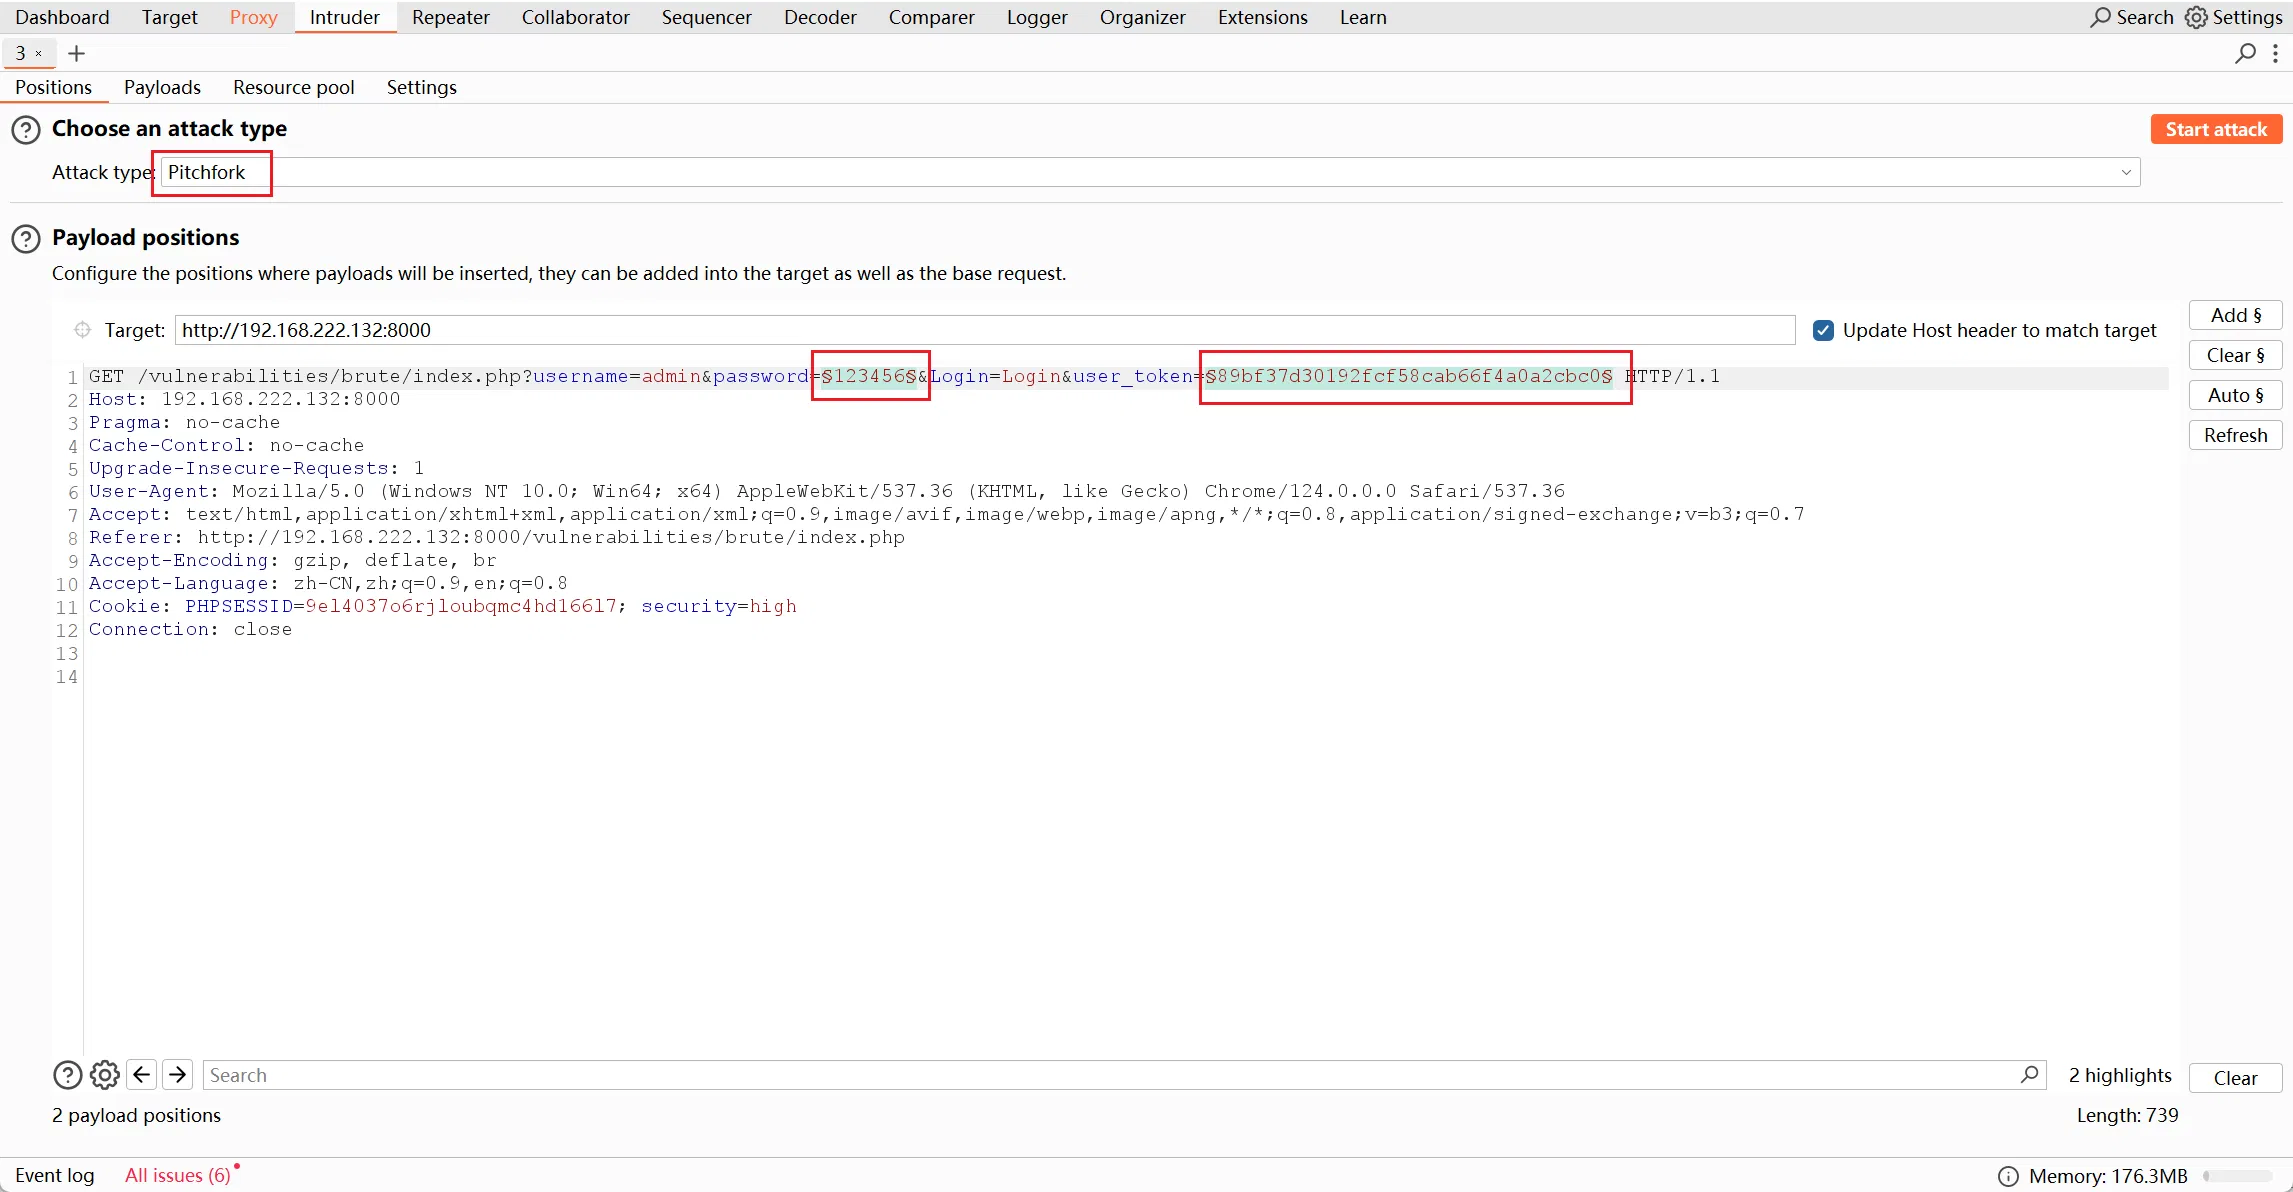 Dashboard Target Proxy Intruder Repeater Collaborator Sequencer Decoder Comparer Logger Organizer Extensions Learn Search Settings
3 × +
Positions Payloads Resource pool Settings
? Choose an attack type Start attack
Attack type: Pitchfork
? Payload positions
Configure the positions where payloads will be inserted, they can be added into the target as well as the base request.
Target: http://192.168.222.132:8000 Update Host header to match target Add §
1 GET /vulnerabilities/brute/index.php?username=admin&password=§123456§&Login=Login&user_token=§89bf37d30192fcf58cab66f4a0a2cbc0§ HTTP/1.1 Clear §
2 Host: 192.168.222.132:8000 Auto §
3 Pragma: no-cache
4 Cache-Control: no-cache Refresh
5 Upgrade-Insecure-Requests: 1
6 User-Agent: Mozilla/5.0 (Windows NT 10.0; Win64; x64) AppleWebKit/537.36 (KHTML, like Gecko) Chrome/124.0.0.0 Safari/537.36
7 Accept: text/html,application/xhtml+xml,application/xml;q=0.9,image/avif,image/webp,image/apng,*/*;q=0.8,application/signed-exchange;v=b3;q=0.7
8 Referer: http://192.168.222.132:8000/vulnerabilities/brute/index.php
9 Accept-Encoding: gzip, deflate, br
10 Accept-Language: zh-CN,zh;q=0.9,en;q=0.8
11 Cookie: PHPSESSID=9el4037o6rjloubqmc4hd166l7; security=high
12 Connection: close
13
14
? Search 2 highlights Clear
2 payload positions Length: 739
Event log All issues (6) Memory: 176.3MB